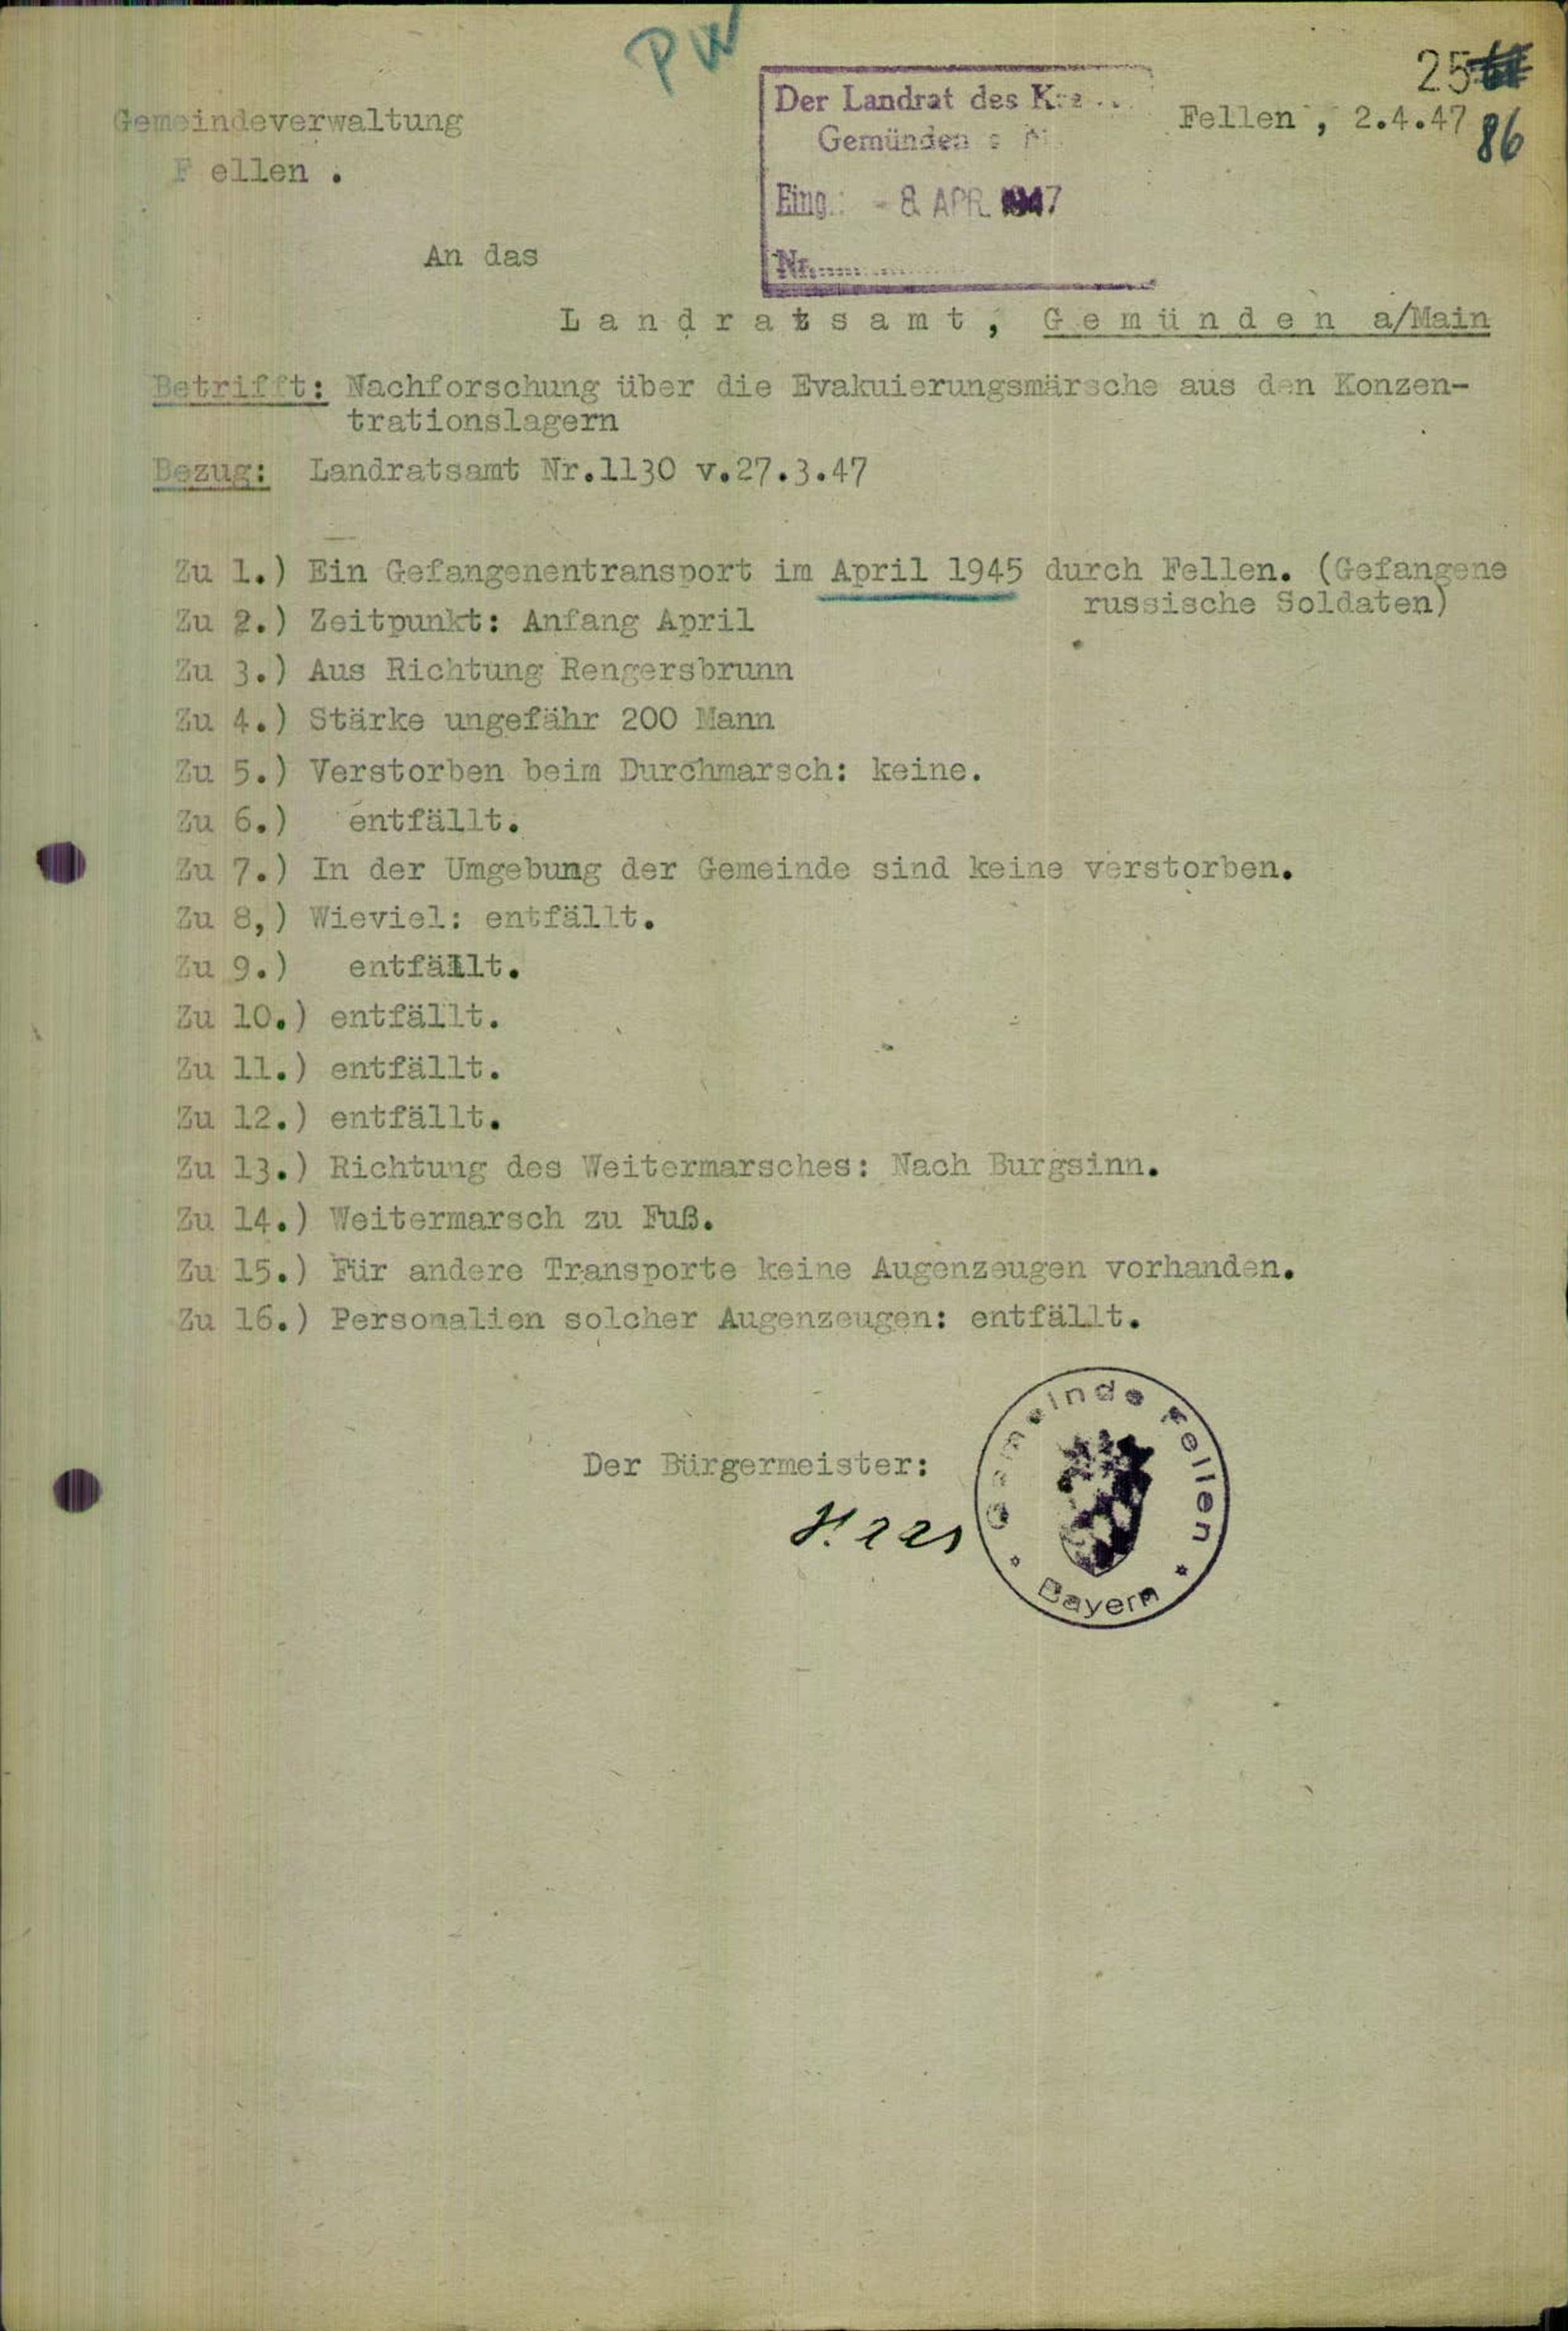 PW
25
86
Gemeindeverwaltung
Fellen .
Der Landrat des
Gemünden
Eing.: - 8. APR. 1947
Nr.
Fellen , 2.4.47
An das
Landratsamt, Gemünden a/Main
Betrifft: Nachforschung über die Evakuierungsmärsche aus den Konzen-
trationslagern
Bezug: Landratsamt Nr.1130 v.27.3.47
Zu 1.) Ein Gefangenentransport im April 1945 durch Fellen. (Gefangene
russische Soldaten)
Zu 2.) Zeitpunkt: Anfang April
Zu 3.) Aus Richtung Rengersbrunn
Zu 4.) Stärke ungefähr 200 Mann
Zu 5.) Verstorben beim Durchmarsch: keine.
Zu 6.) entfällt.
Zu 7.) In der Umgebung der Gemeinde sind keine verstorben.
Zu 8,) Wieviel: entfällt.
Zu 9.) entfällt.
Zu 10.) entfällt.
Zu 11.) entfällt.
Zu 12.) entfällt.
Zu 13.) Richtung des Weitermarsches: Nach Burgsinn.
Zu 14.) Weitermarsch zu Fuß.
Zu 15.) Für andere Transporte keine Augenzeugen vorhanden.
Zu 16.) Personalien solcher Augenzeugen: entfällt.
Der Bürgermeister:
Haas
Gemeinde Fellen
Bayern